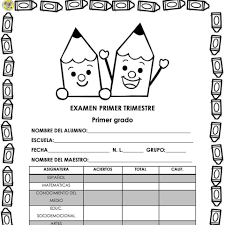 EXAMEN PRIMER TRIMESTRE
Primer grado
NOMBRE DEL ALUMNO:
ESCUELA:
FECHA N. L. GRUPO:
NOMBRE DEL MAESTRO:
ASIGNATURA ACIERTOS TOTAL CALIF.
ESPAÑOL
MATEMATICAS
CONOCIMIENTO DEL
MEDIO
EDUC.
SOCIOEMOCIONAL
ARTES